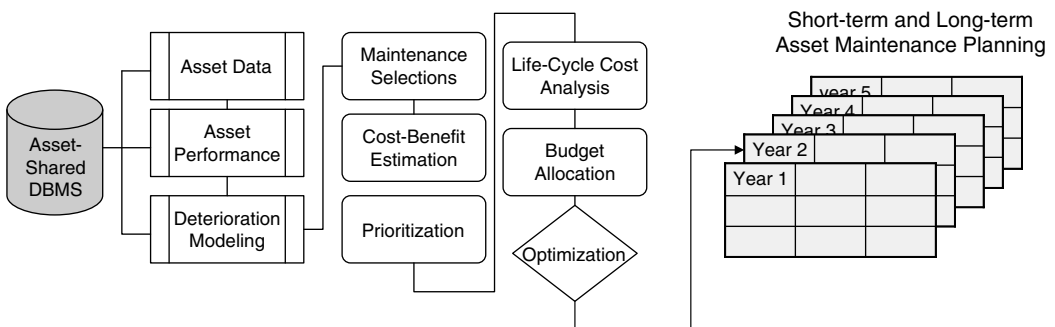 Asset-
Shared
DBMS
Asset Data
Asset
Performance
Deterioration
Modeling
Maintenance
Selections
Cost-Benefit
Estimation
Prioritization
Life-Cycle Cost
Analysis
Budget
Allocation
Optimization
Short-term and Long-term
Asset Maintenance Planning
year 5
Year 4
Year 3
Year 2
Year 1